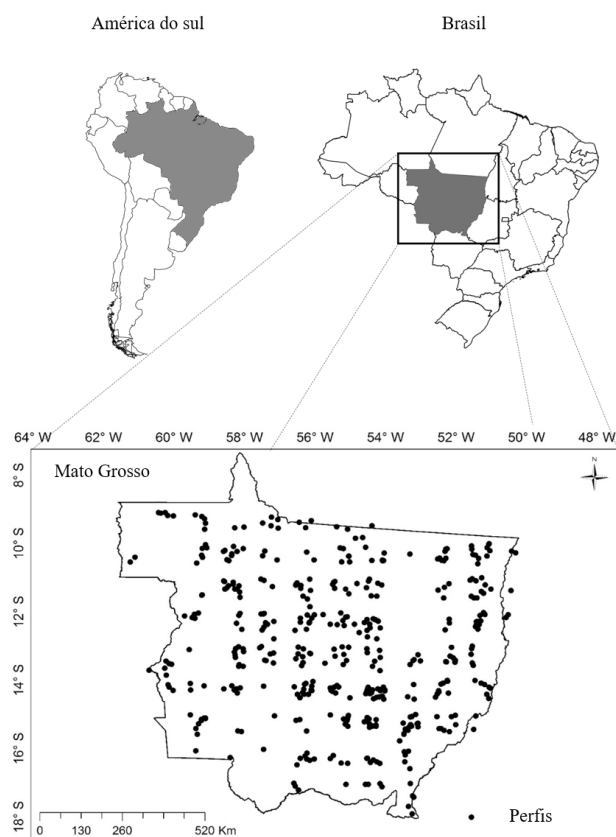 América do sul
Brasil
64° W 62° W 60° W 58° W 56° W 54° W 52° W 50° W 48° W
Mato Grosso
N
8° S
10° S
12° S
14° S
16° S
18° S
0 130 260 520 Km
Perfis